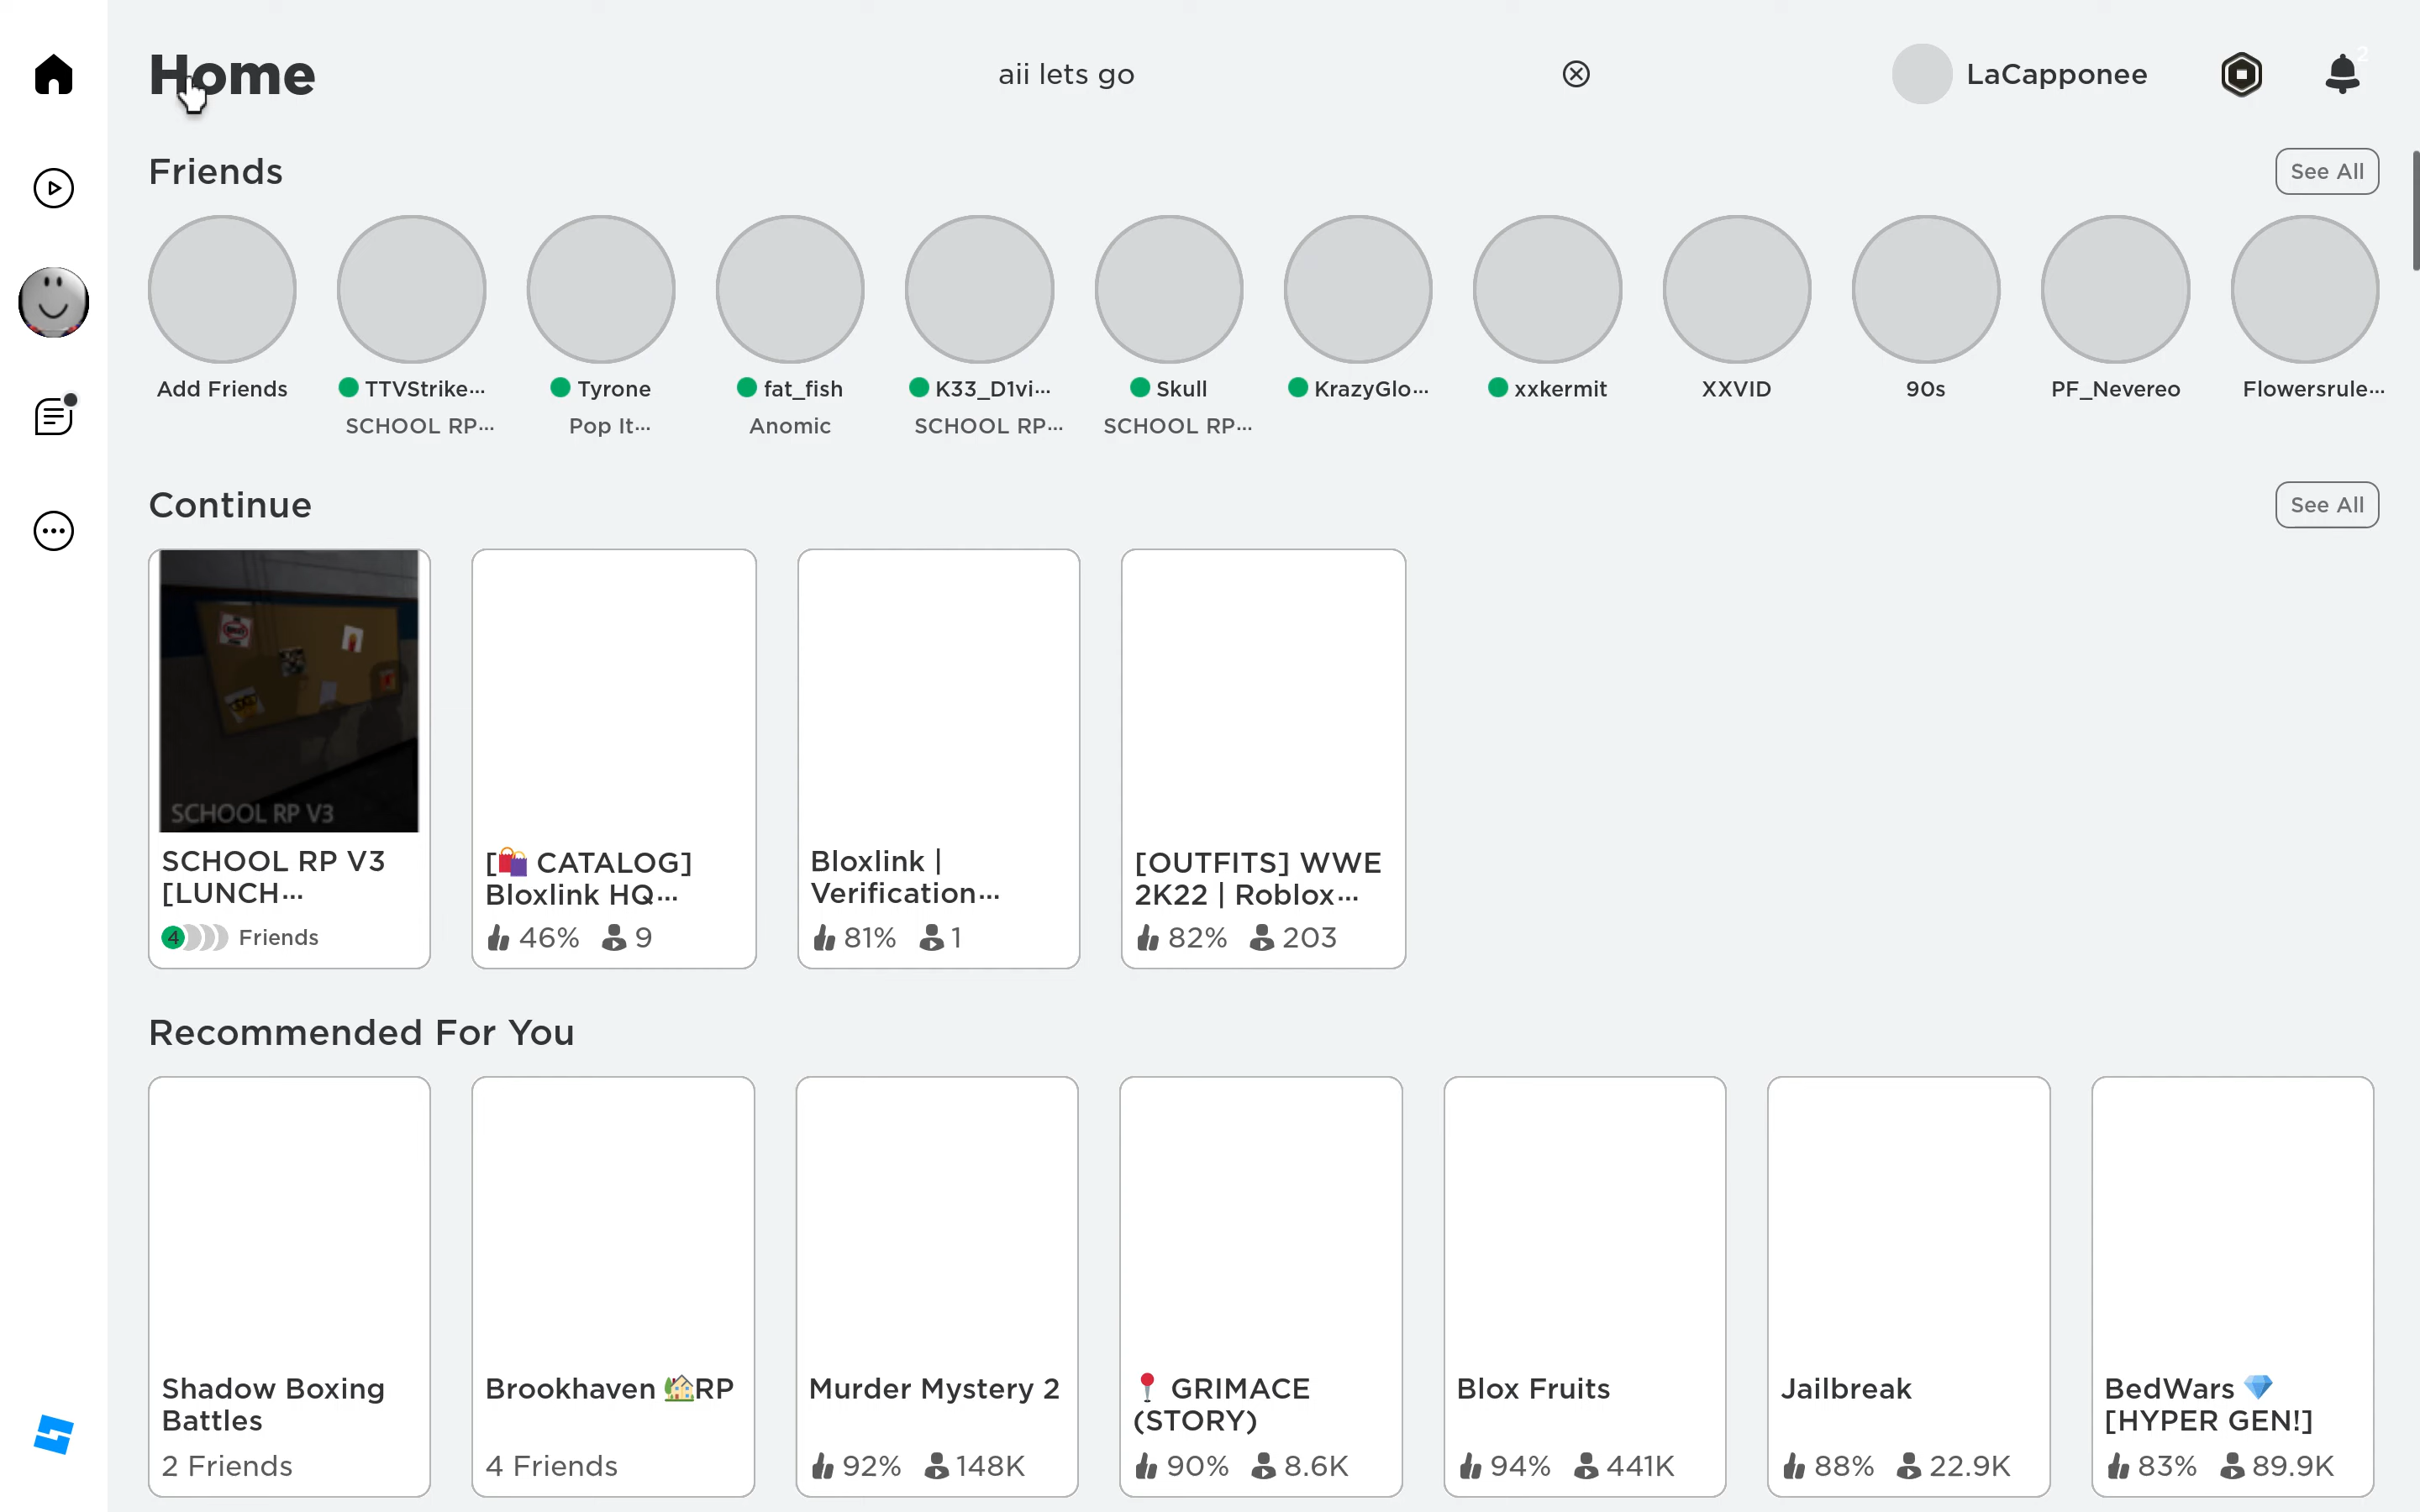 Home
aii lets go
LaCapponee
2
Friends
See All
Add Friends
TTVStrike...
Tyrone
fat_fish
K33_D1vi...
Skull
KrazyGlo...
xxkermit
XXVID
90s
PF_Nevereo
Flowersrule...
SCHOOL RP...
Pop It...
Anomic
SCHOOL RP...
SCHOOL RP...
Continue
See All
SCHOOL RP V3
SCHOOL RP V3
[LUNCH...
4 Friends
[🛍️ CATALOG]
Bloxlink HQ...
46% 9
Bloxlink |
Verification...
81% 1
[OUTFITS] WWE
2K22 | Roblox...
82% 203
Recommended For You
Shadow Boxing
Battles
2 Friends
Brookhaven 🏡RP
4 Friends
Murder Mystery 2
92% 148K
📍 GRIMACE
(STORY)
90% 8.6K
Blox Fruits
94% 441K
Jailbreak
88% 22.9K
BedWars 💎
[HYPER GEN!]
83% 89.9K